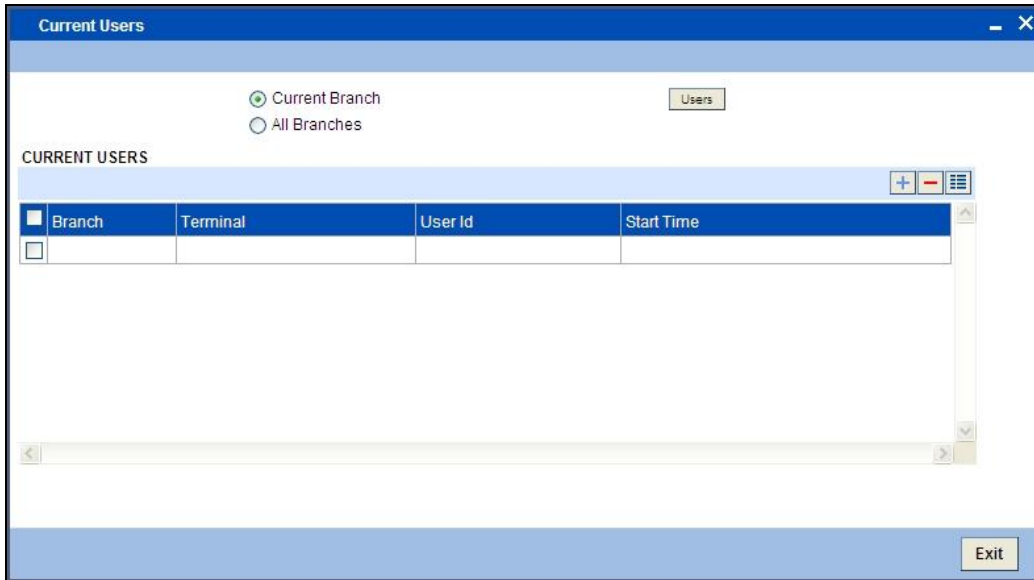 Current Users
Current Branch
Users
All Branches
CURRENT USERS
Branch Terminal User Id Start Time
Exit